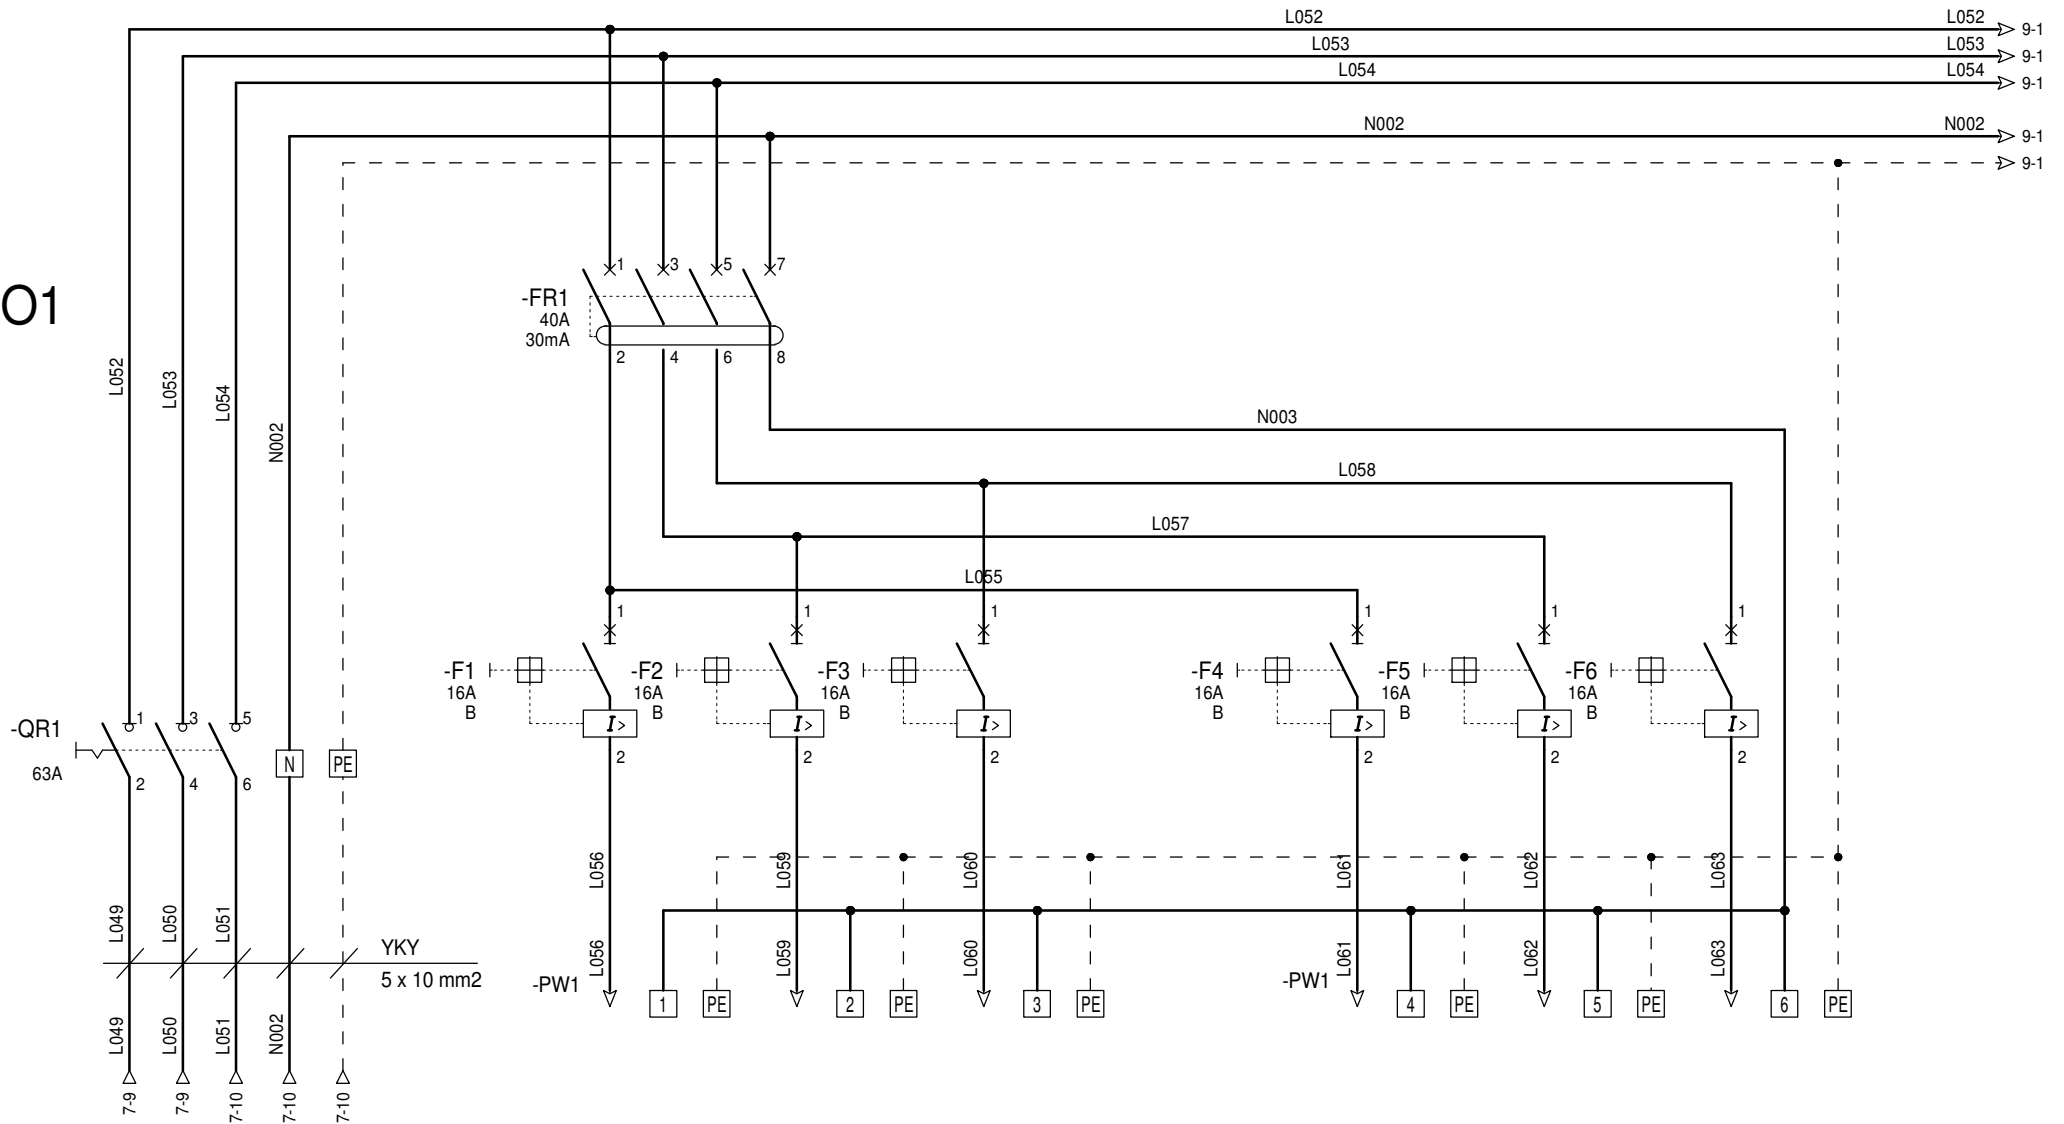 L052 L052 9-1
L053 L053 9-1
L054 L054 9-1
N002 N002 9-1
9-1
1 3 5 7
-FR1
40A
30mA
2 4 6 8
O1
L052
L053
L054
N002
N003
L058
L057
L055
1 1 1 1 1 1
-F1
16A
B
-F2
16A
B
-F3
16A
B
-F4
16A
B
-F5
16A
B
-F6
16A
B
I> I> I> I> I> I>
2 2 2 2 2 2
-QR1
63A
1 3 5
2 4 6
N PE
L056 L059 L060 L061 L062 L063
L049 L050 L051
YKY
5 x 10 mm2
L056 L059 L060 L061 L062 L063
-PW1 1 PE 2 PE 3 PE -PW1 4 PE 5 PE 6 PE
L049 L050 L051 N002
7-9 7-9 7-10 7-10 7-10